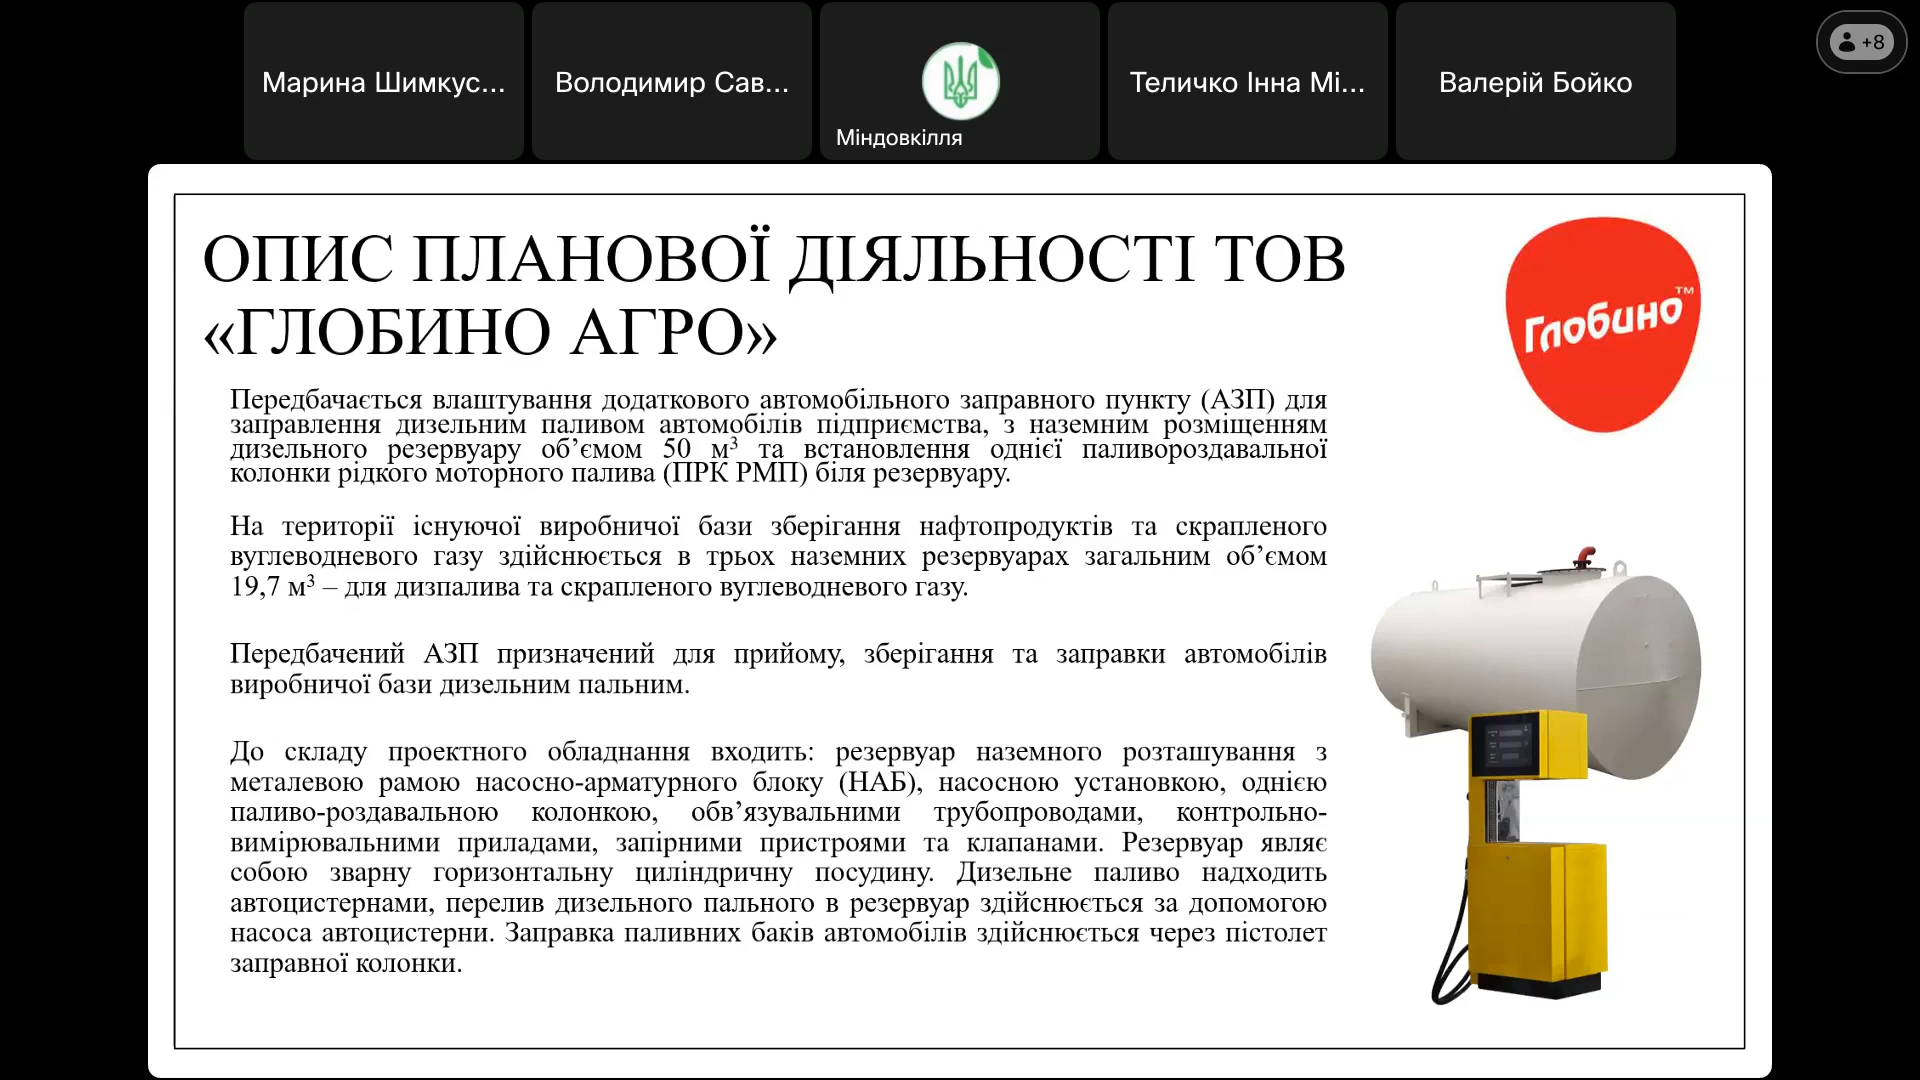 Марина Шимкус...
Володимир Сав...
Міндовкілля
Теличко Інна Мі...
Валерій Бойко
+8
ОПИС ПЛАНОВОЇ ДІЯЛЬНОСТІ ТОВ
«ГЛОБИНО АГРО»
Глобино™
Передбачається влаштування додаткового автомобільного заправного пункту (АЗП) для
заправлення дизельним паливом автомобілів підприємства, з наземним розміщенням
дизельного резервуару об’ємом 50 м³ та встановлення однієї паливороздавальної
колонки рідкого моторного палива (ПРК РМП) біля резервуару.
На території існуючої виробничої бази зберігання нафтопродуктів та скрапленого
вуглеводневого газу здійснюється в трьох наземних резервуарах загальним об’ємом
19,7 м³ – для дизпалива та скрапленого вуглеводневого газу.
Передбачений АЗП призначений для прийому, зберігання та заправки автомобілів
виробничої бази дизельним пальним.
До складу проектного обладнання входить: резервуар наземного розташування з
металевою рамою насосно-арматурного блоку (НАБ), насосною установкою, однією
паливо-роздавальною колонкою, обв’язувальними трубопроводами, контрольно-
вимірювальними приладами, запірними пристроями та клапанами. Резервуар являє
собою зварну горизонтальну циліндричну посудину. Дизельне паливо надходить
автоцистернами, перелив дизельного пального в резервуар здійснюється за допомогою
насоса автоцистерни. Заправка паливних баків автомобілів здійснюється через пістолет
заправної колонки.